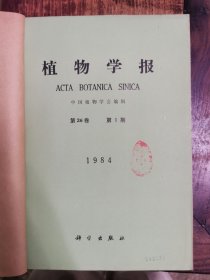 植物学报
ACTA BOTANICA SINICA
中国植物学会编辑
第26卷 第1期
1984
科学出版社